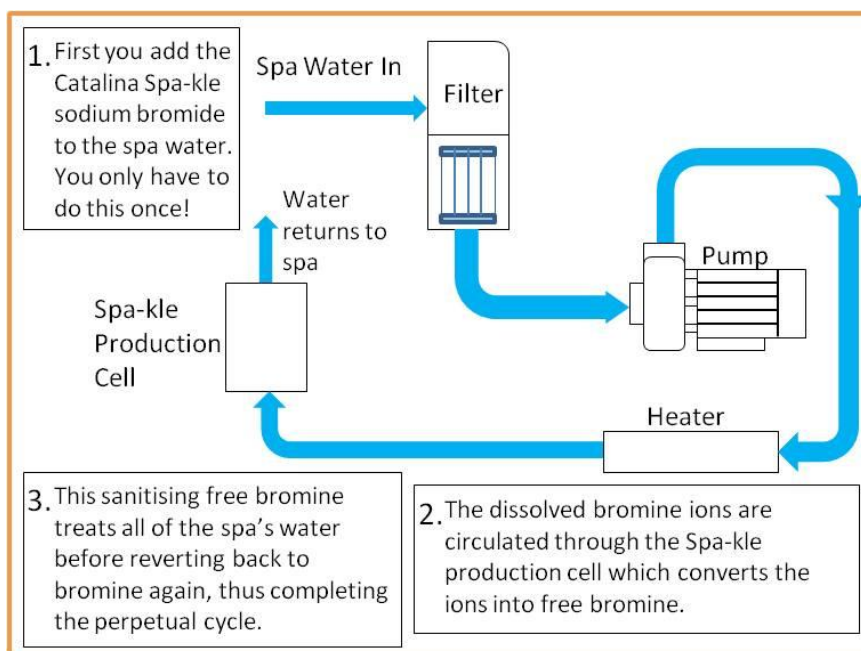 1. First you add the
Catalina Spa-kle
sodium bromide
to the spa water.
You only have to
do this once!
Spa Water In
Filter
Water
returns to
spa
Pump
Spa-kle
Production
Cell
Heater
2. The dissolved bromine ions are
circulated through the Spa-kle
production cell which converts the
ions into free bromine.
3. This sanitising free bromine
treats all of the spa's water
before reverting back to
bromine again, thus completing
the perpetual cycle.